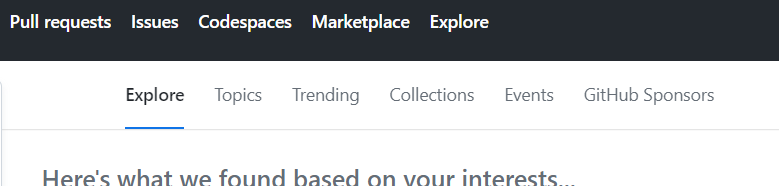 Pull requests Issues Codespaces Marketplace Explore
Explore Topics Trending Collections Events GitHub Sponsors
Here's what we found based on your interests...